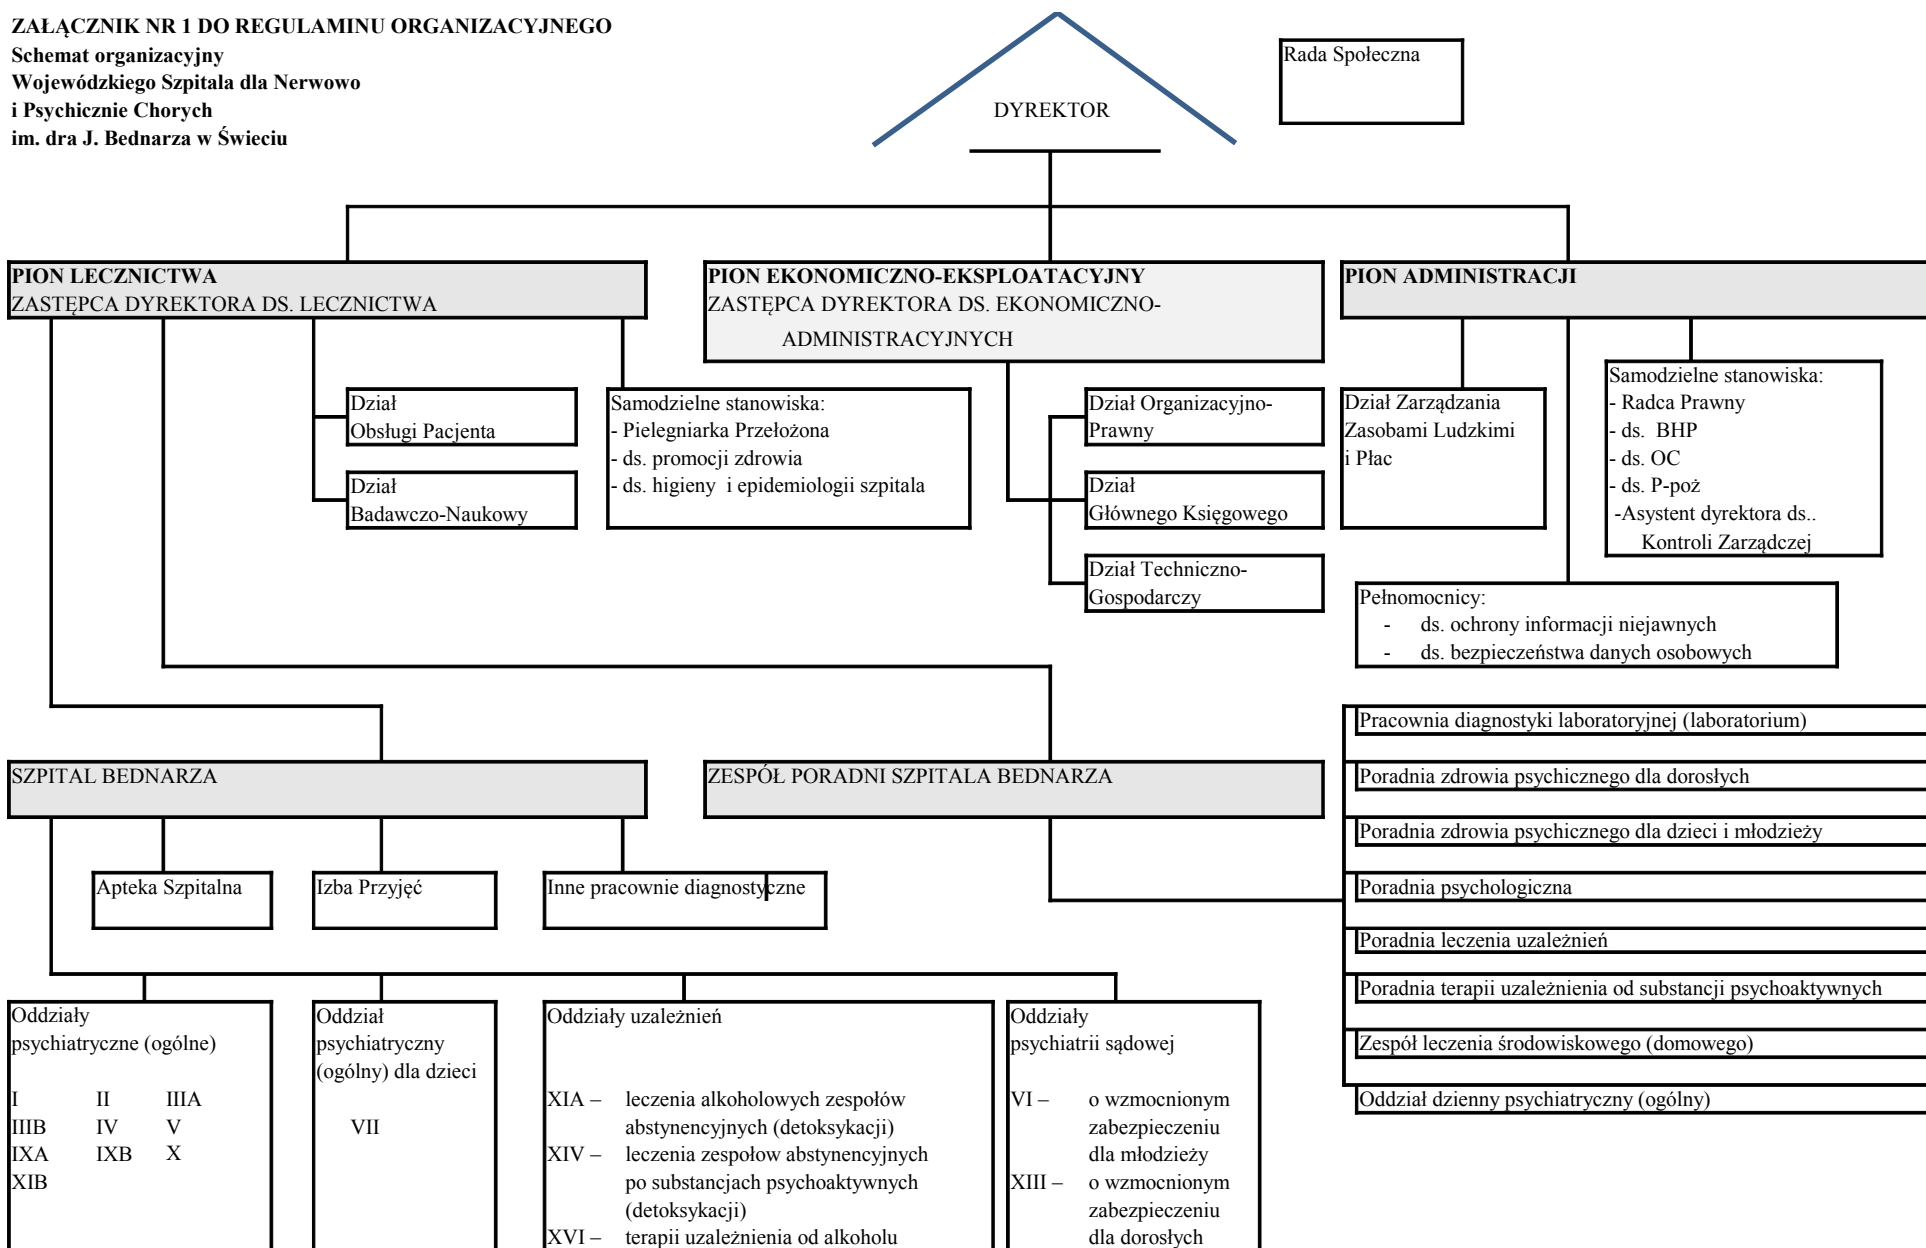 ZAŁĄCZNIK NR 1 DO REGULAMINU ORGANIZACYJNEGO
Schemat organizacyjny
Wojewódzkiego Szpitala dla Nerwowo
i Psychicznie Chorych
im. dra J. Bednarza w Świeciu
DYREKTOR
Rada Społeczna
PION LECZNICTWA
ZASTĘPCA DYREKTORA DS. LECZNICTWA
PION EKONOMICZNO-EKSPLOATACYJNY
ZASTĘPCA DYREKTORA DS. EKONOMICZNO-
ADMINISTRACYJNYCH
PION ADMINISTRACJI
Dział
Obsługi Pacjenta
Dział
Badawczo-Naukowy
Samodzielne stanowiska:
- Pielegniarka Przełożona
- ds. promocji zdrowia
- ds. higieny i epidemiologii szpitala
Dział Organizacyjno-
Prawny
Dział
Głównego Księgowego
Dział Techniczno-
Gospodarczy
Dział Zarządzania
Zasobami Ludzkimi
i Płac
Samodzielne stanowiska:
- Radca Prawny
- ds. BHP
- ds. OC
- ds. P-poż
-Asystent dyrektora ds..
Kontroli Zarządczej
Pełnomocnicy:
- ds. ochrony informacji niejawnych
- ds. bezpieczeństwa danych osobowych
SZPITAL BEDNARZA
ZESPÓŁ PORADNI SZPITALA BEDNARZA
Pracownia diagnostyki laboratoryjnej (laboratorium)
Poradnia zdrowia psychicznego dla dorosłych
Poradnia zdrowia psychicznego dla dzieci i młodzieży
Poradnia psychologiczna
Poradnia leczenia uzależnień
Poradnia terapii uzależnienia od substancji psychoaktywnych
Zespół leczenia środowiskowego (domowego)
Oddział dzienny psychiatryczny (ogólny)
Apteka Szpitalna
Izba Przyjęć
Inne pracownie diagnostyczne
Oddziały
psychiatryczne (ogólne)
I II IIIA
IIIB IV V
IXA IXB X
XIB
Oddział
psychiatryczny
(ogólny) dla dzieci
VII
Oddziały uzależnień
XIA – leczenia alkoholowych zespołów
abstynencyjnych (detoksykacji)
XIV – leczenia zespołow abstynencyjnych
po substancjach psychoaktywnych
(detoksykacji)
XVI – terapii uzależnienia od alkoholu
Oddziały
psychiatrii sądowej
VI – o wzmocnionym
zabezpieczeniu
dla młodzieży
XIII – o wzmocnionym
zabezpieczeniu
dla dorosłych